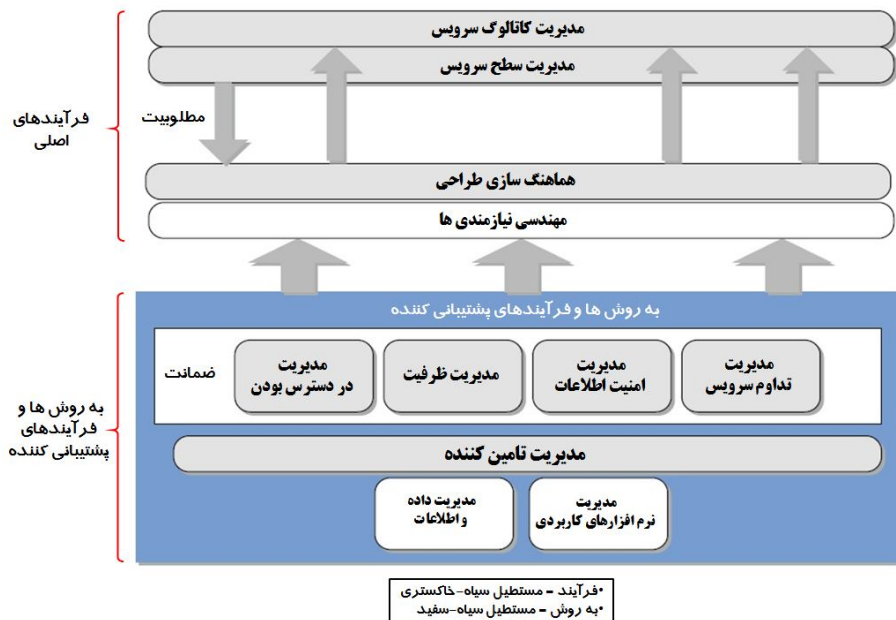 مدیریت کاتالوگ سرویس
مدیریت سطح سرویس
فرآیندهای
اصلی
مطلوبیت
هماهنگ سازی طراحی
مهندسی نیازمندی ها
به روش ها و فرآیندهای پشتیبانی کننده
مدیریت
تداوم سرویس
مدیریت
امنیت اطلاعات
مدیریت ظرفیت
مدیریت
در دسترس بودن
ضمانت
به روش ها و
فرآیندهای
پشتیبانی کننده
مدیریت تامین کننده
مدیریت
نرم افزارهای کاربردی
مدیریت داده
و اطلاعات
•فرآیند - مستطیل سیاه-خاکستری
•به روش - مستطیل سیاه-سفید